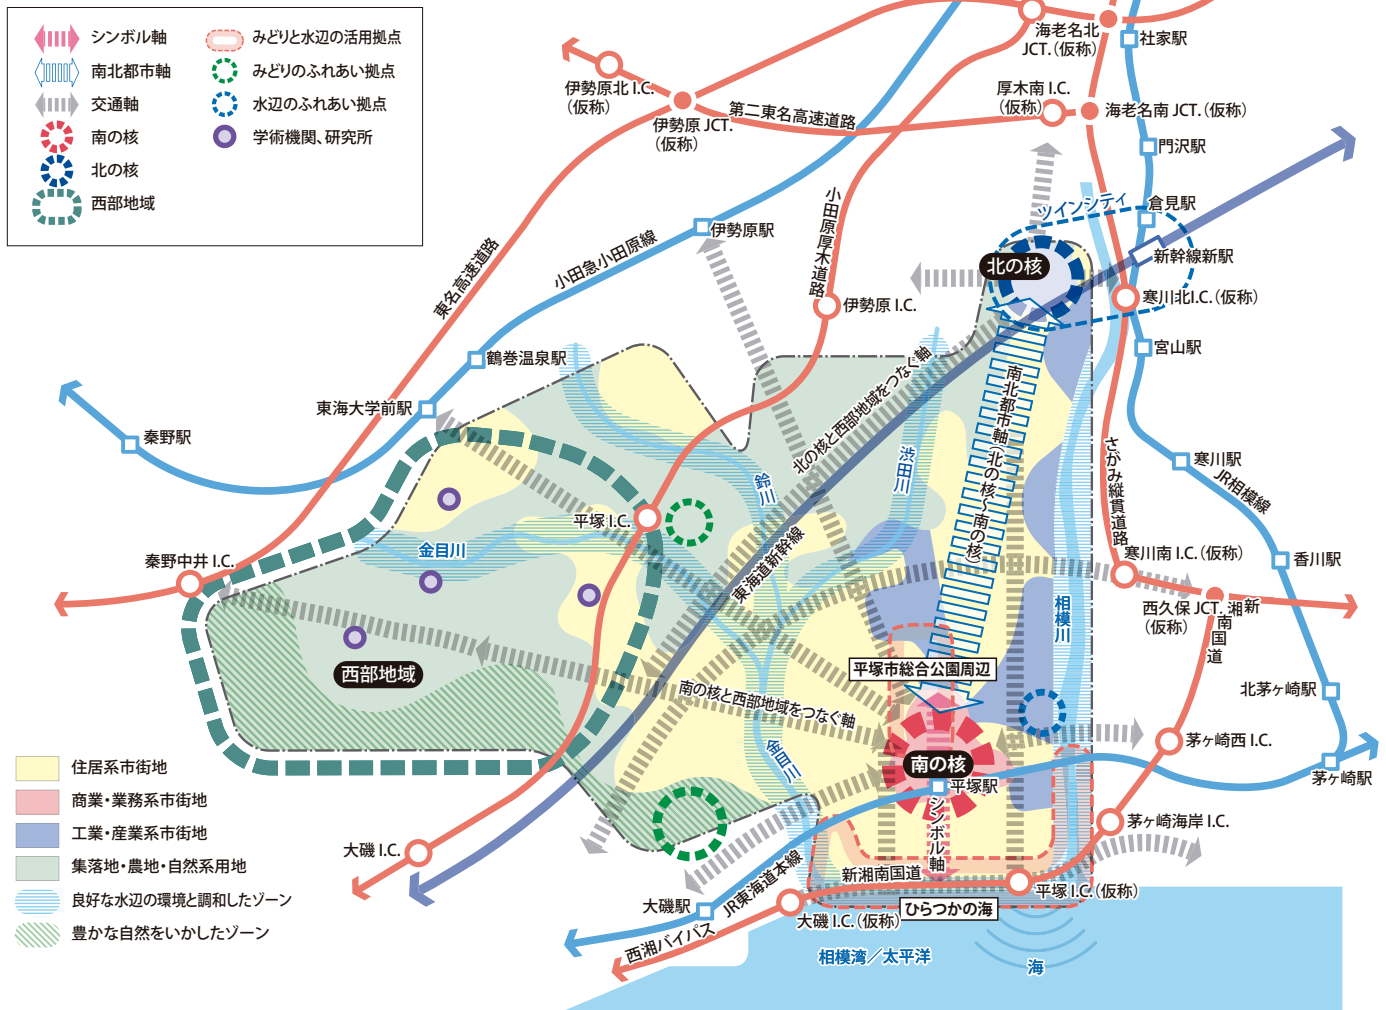 シンボル軸
南北都市軸
交通軸
南の核
北の核
西部地域
みどりと水辺の活用拠点
みどりのふれあい拠点
水辺のふれあい拠点
学術機関、研究所
海老名北
JCT.(仮称)
社家駅
伊勢原北 I.C.
(仮称)
伊勢原 JCT.
(仮称)
第二東名高速道路
厚木南 I.C.
(仮称)
海老名南 JCT.(仮称)
門沢駅
倉見駅
ツインシティ
新幹線新駅
北の核
寒川北I.C.(仮称)
宮山駅
小田原厚木道路
伊勢原駅
小田急小田原線
東名高速道路
伊勢原 I.C.
鶴巻温泉駅
東海大学前駅
秦野駅
北の核と西部地域をつなぐ軸
南北都市軸(北の核〜南の核)
渋田川
鈴川
さがみ縦貫道路
寒川駅
JR相模線
平塚 I.C.
金目川
東海道新幹線
秦野中井 I.C.
寒川南 I.C.(仮称)
香川駅
相模川
西久保 JCT.
(仮称)
新湘南国道
西部地域
平塚市総合公園周辺
南の核と西部地域をつなぐ軸
北茅ヶ崎駅
金目川
南の核
平塚駅
シンボル軸
茅ヶ崎西 I.C.
茅ヶ崎駅
茅ヶ崎海岸 I.C.
大磯 I.C.
新湘南国道
平塚 I.C.(仮称)
大磯駅
JR東海道本線
ひらつかの海
大磯 I.C.(仮称)
西湘バイパス
相模湾／太平洋
海
住居系市街地
商業・業務系市街地
工業・産業系市街地
集落地・農地・自然系用地
良好な水辺の環境と調和したゾーン
豊かな自然をいかしたゾーン